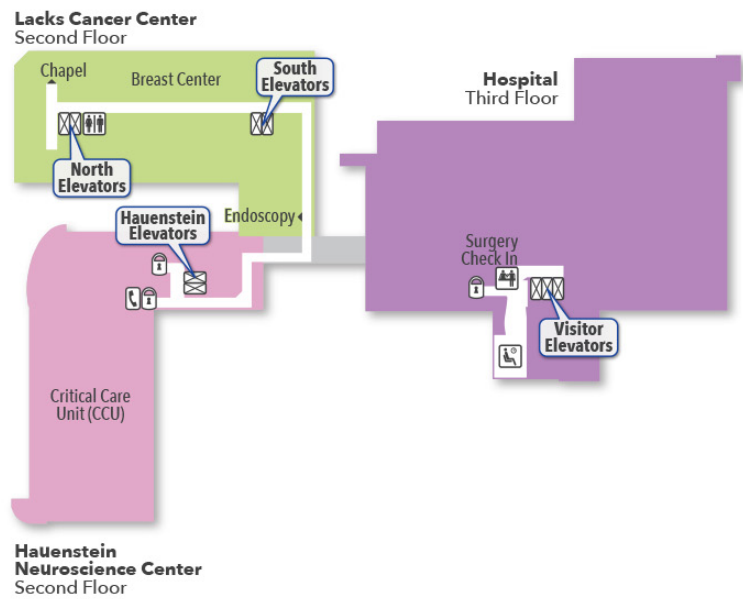 Lacks Cancer Center
Second Floor
Chapel
Breast Center
South
Elevators
Hospital
Third Floor
North
Elevators
Hauenstein
Elevators
Endoscopy
Surgery
Check In
Visitor
Elevators
Critical Care
Unit (CCU)
Hauenstein
Neuroscience Center
Second Floor